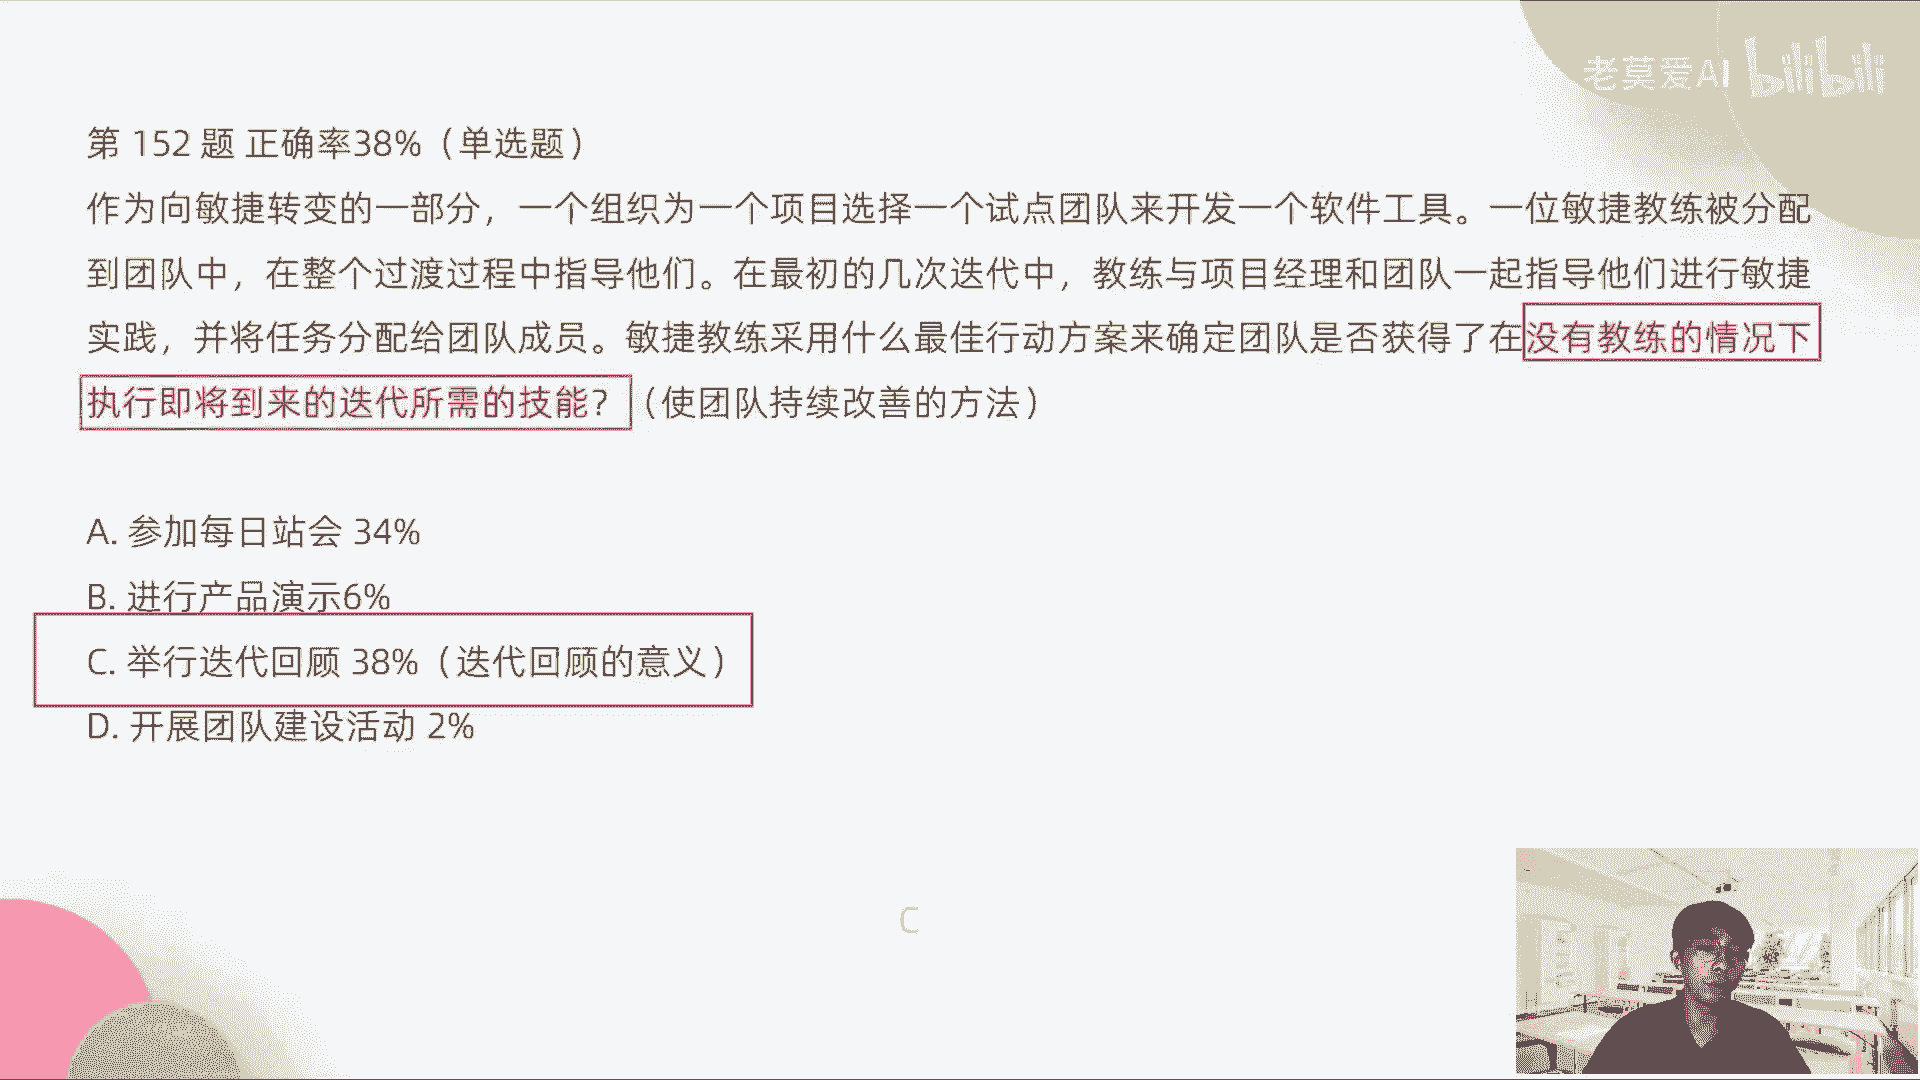 老莫爱AI bilibili
第 152 题 正确率38%（单选题）
作为向敏捷转变的一部分，一个组织为一个项目选择一个试点团队来开发一个软件工具。一位敏捷教练被分配
到团队中，在整个过渡过程中指导他们。在最初的几次迭代中，教练与项目经理和团队一起指导他们进行敏捷
实践，并将任务分配给团队成员。敏捷教练采用什么最佳行动方案来确定团队是否获得了在没有教练的情况下
执行即将到来的迭代所需的技能？（使团队持续改善的方法）
A. 参加每日站会 34%
B. 进行产品演示6%
C. 举行迭代回顾 38%（迭代回顾的意义）
D. 开展团队建设活动 2%
C